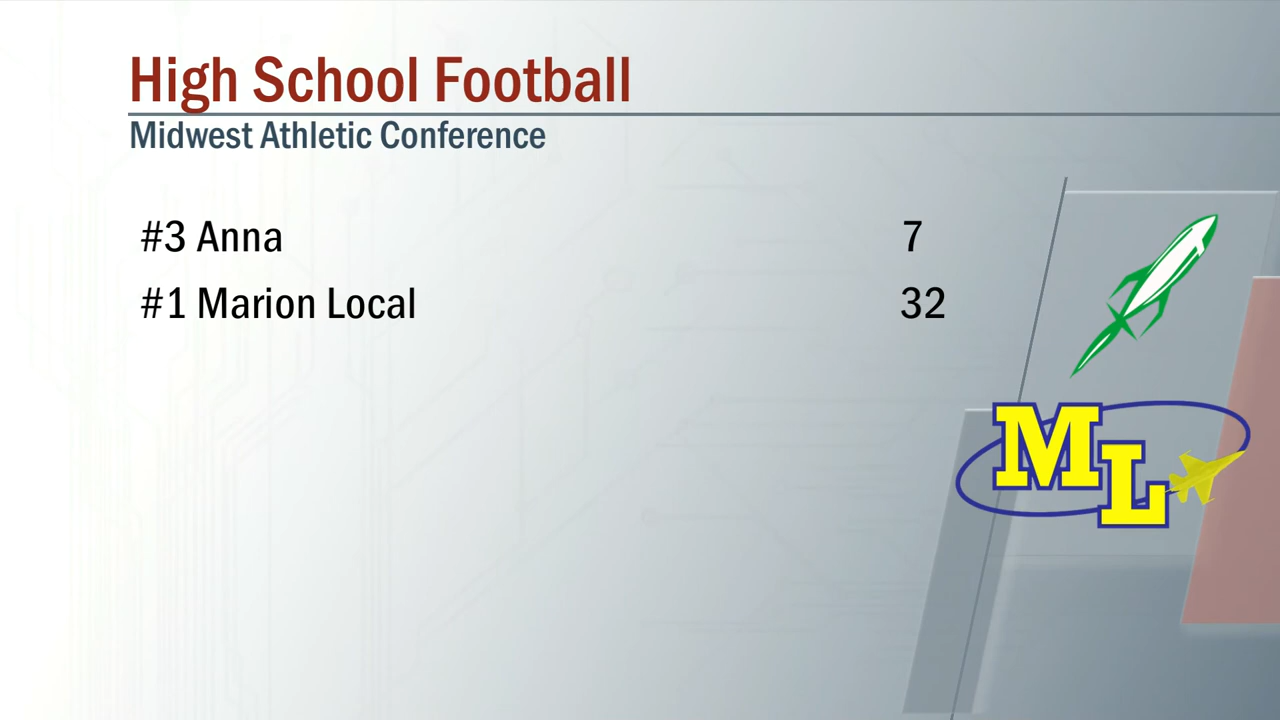 High School Football
Midwest Athletic Conference
#3 Anna 7
#1 Marion Local 32
ML